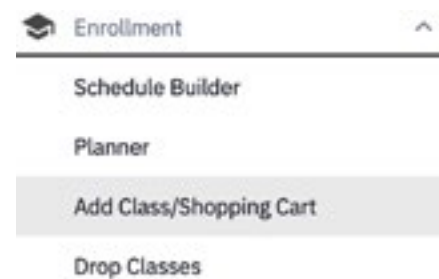 Enrollment
Schedule Builder
Planner
Add Class/Shopping Cart
Drop Classes